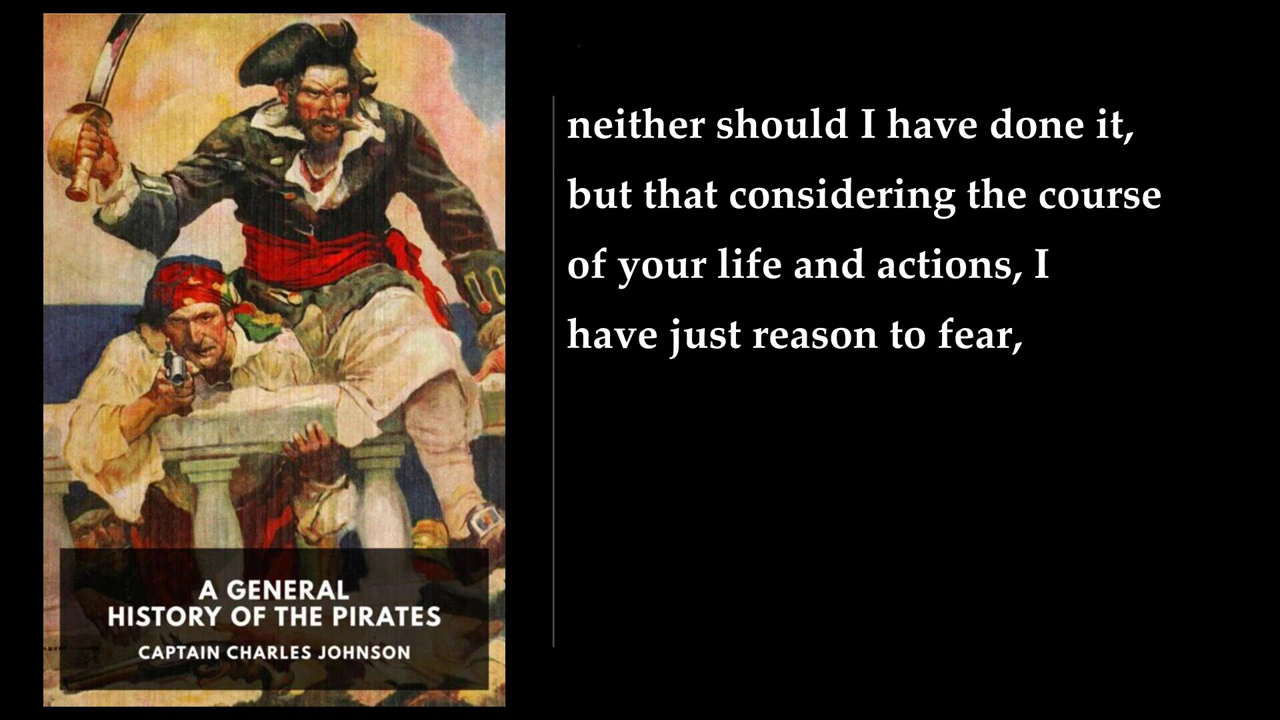 A GENERAL
HISTORY OF THE PIRATES
CAPTAIN CHARLES JOHNSON
neither should I have done it,
but that considering the course
of your life and actions, I
have just reason to fear,